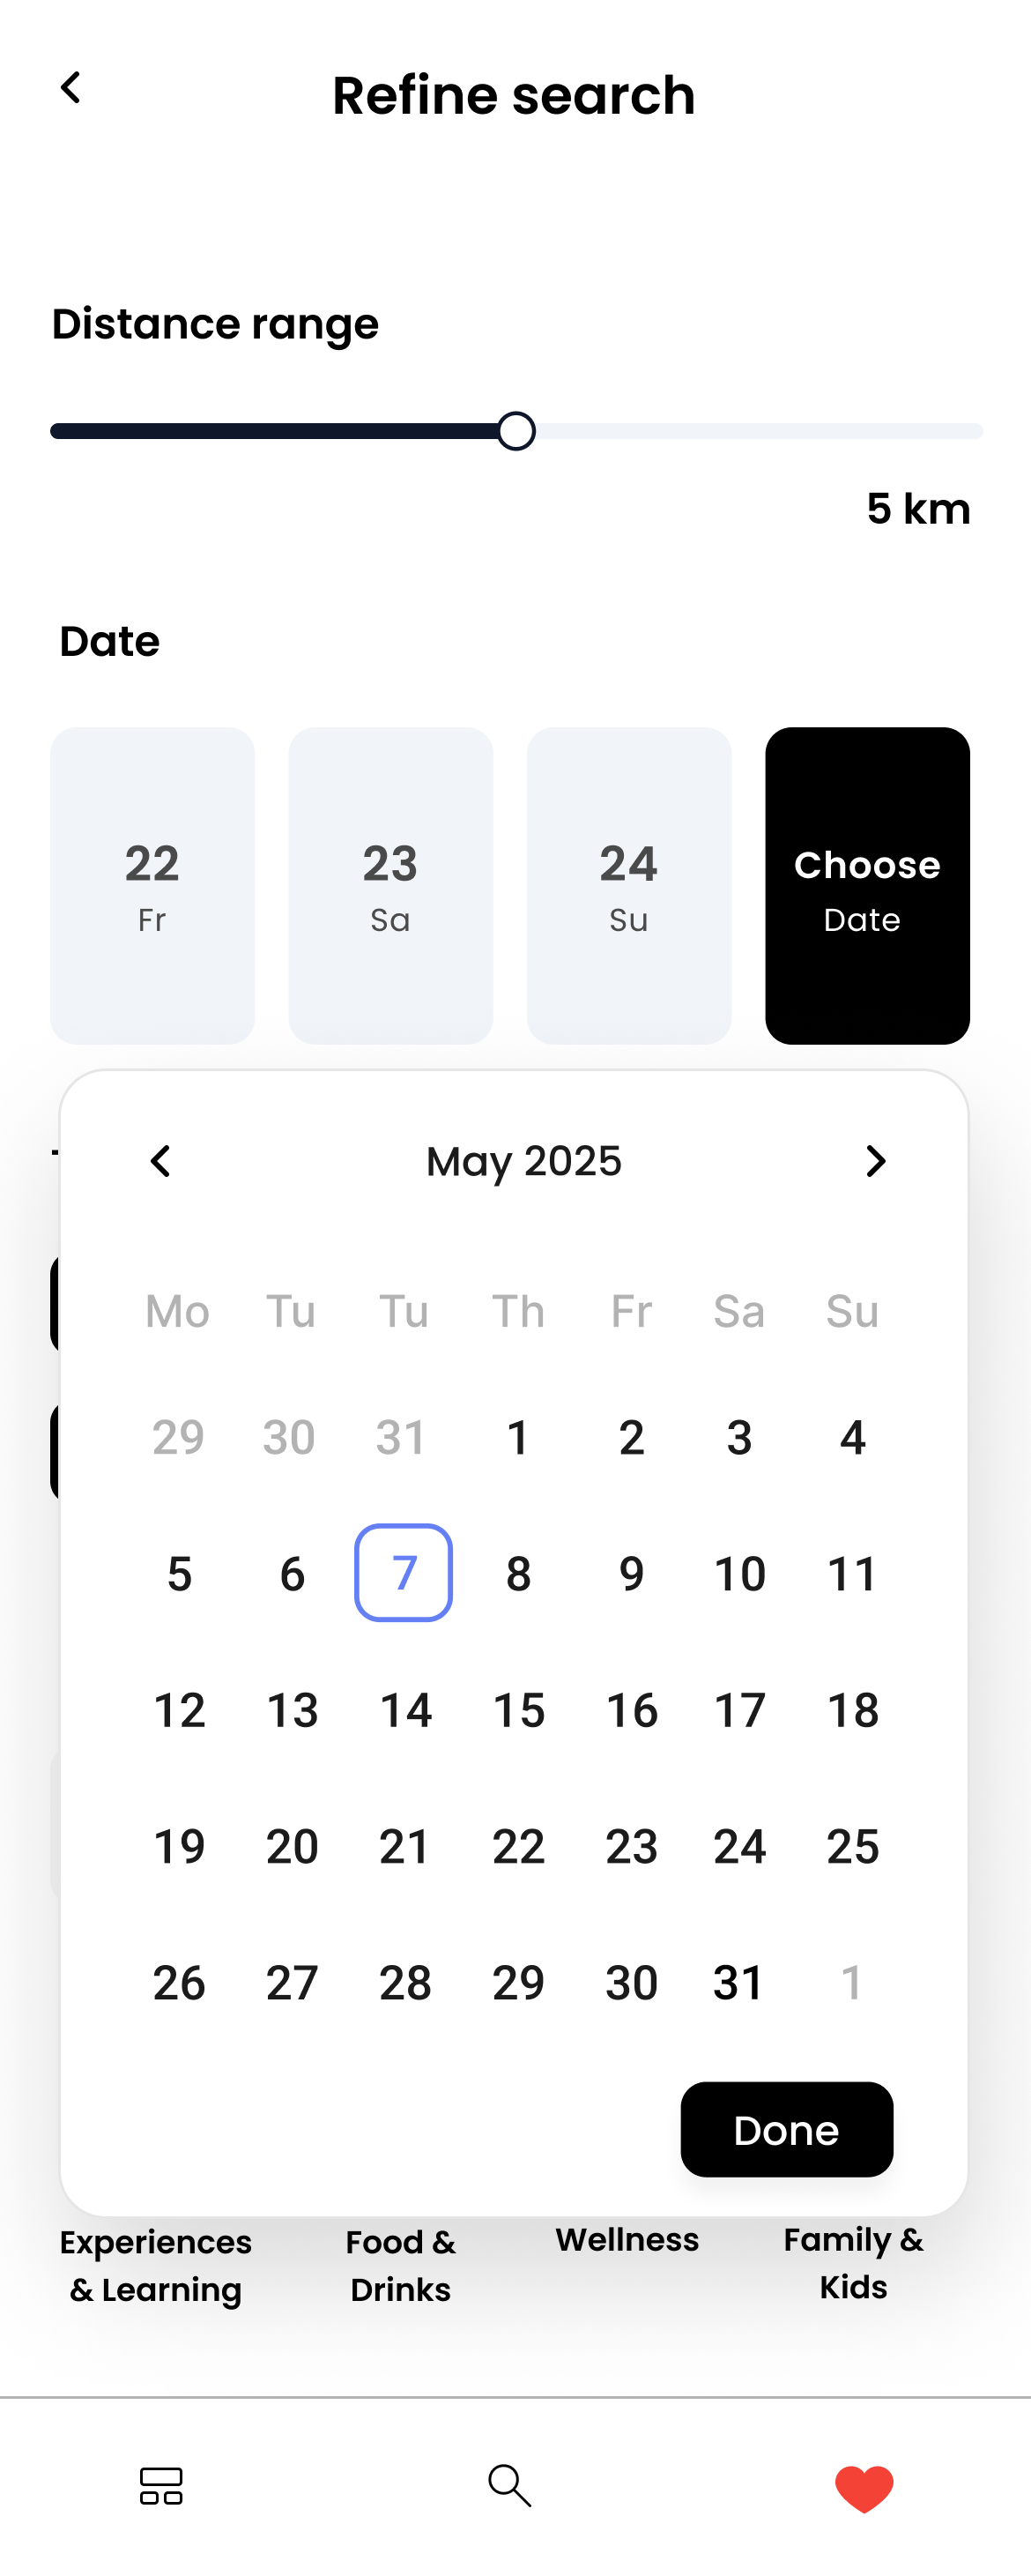 Refine search
Distance range
5 km
Date
22 23 24 Choose
Fr Sa Su Date
May 2025
Mo Tu Tu Th Fr Sa Su
29 30 31 1 2 3 4
5 6 7 8 9 10 11
12 13 14 15 16 17 18
19 20 21 22 23 24 25
26 27 28 29 30 31 1
Done
Experiences Food & Wellness Family &
& Learning Drinks Kids